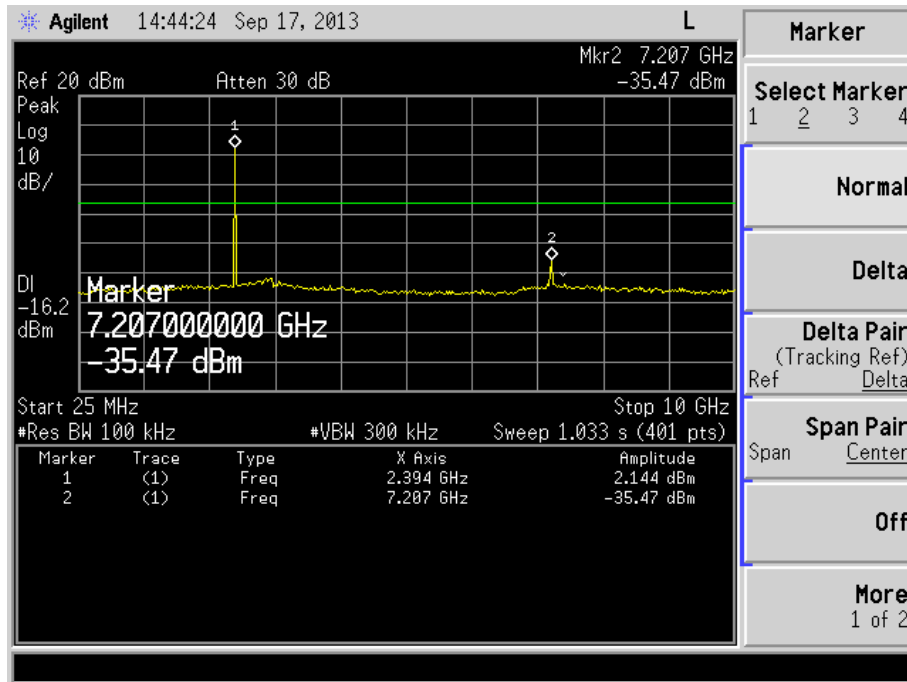 Agilent 14:44:24 Sep 17, 2013 L
Mkr2 7.207 GHz
Ref 20 dBm Atten 30 dB -35.47 dBm
Peak
Log
10
dB/
1
2
DI
-16.2
dBm
Marker
7.207000000 GHz
-35.47 dBm
Start 25 MHz Stop 10 GHz
#Res BW 100 kHz #VBW 300 kHz Sweep 1.033 s (401 pts)
Marker Trace Type X Axis Amplitude
1 (1) Freq 2.394 GHz 2.144 dBm
2 (1) Freq 7.207 GHz -35.47 dBm
Marker
Select Marker
1 2 3 4
Normal
Delta
Delta Pair
(Tracking Ref)
Ref Delta
Span Pair
Span Center
Off
More
1 of 2